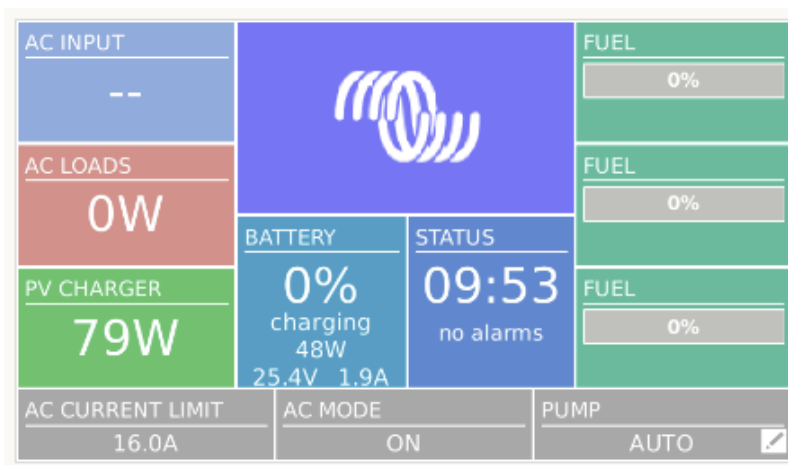 AC INPUT
--
AC LOADS
0W
PV CHARGER
79W
BATTERY
0%
charging
48W
25.4V 1.9A
STATUS
09:53
no alarms
FUEL
0%
FUEL
0%
FUEL
0%
AC CURRENT LIMIT
16.0A
AC MODE
ON
PUMP
AUTO